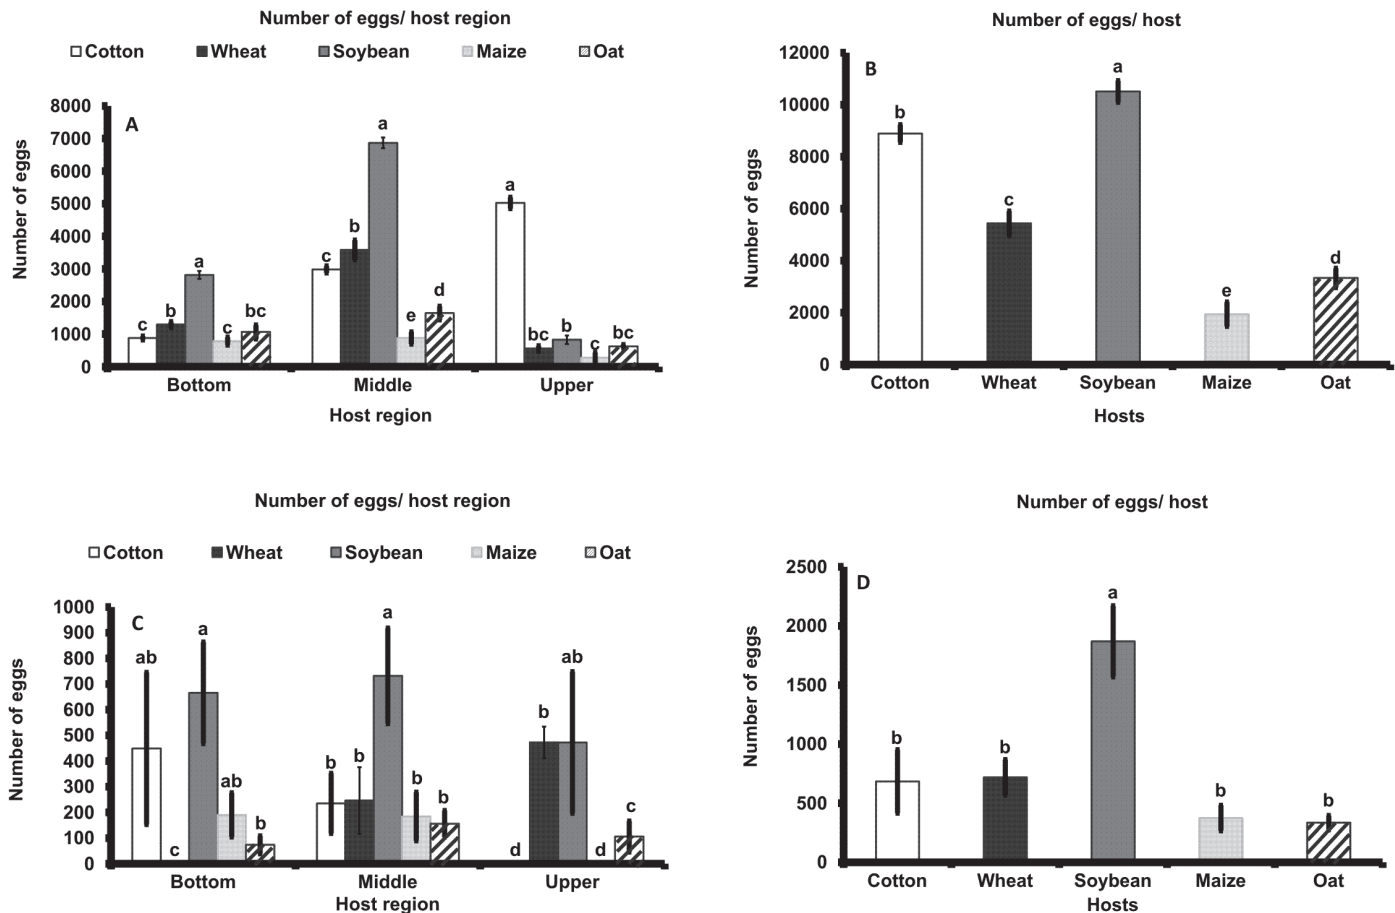 Number of eggs/ host region
Cotton Wheat Soybean Maize Oat
A
Number of eggs
8000
7000
6000
5000
4000
3000
2000
1000
0
c b a c bc
c b a e d
a bc b c bc
Bottom Middle Upper
Host region
Number of eggs/ host
B
Number of eggs
12000
10000
8000
6000
4000
2000
0
b c a e d
Cotton Wheat Soybean Maize Oat
Hosts
Number of eggs/ host region
Cotton Wheat Soybean Maize Oat
C
Number of eggs
1000
900
800
700
600
500
400
300
200
100
0
ab c a ab b
b b a b b
d b ab d c
Bottom Middle Upper
Host region
Number of eggs/ host
D
Number of eggs
2500
2000
1500
1000
500
0
b b a b b
Cotton Wheat Soybean Maize Oat
Hosts